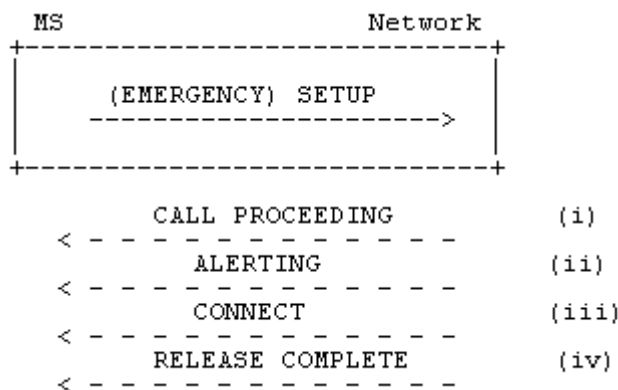 MS Network
(EMERGENCY) SETUP
CALL PROCEEDING (i)
ALERTING (ii)
CONNECT (iii)
RELEASE COMPLETE (iv)